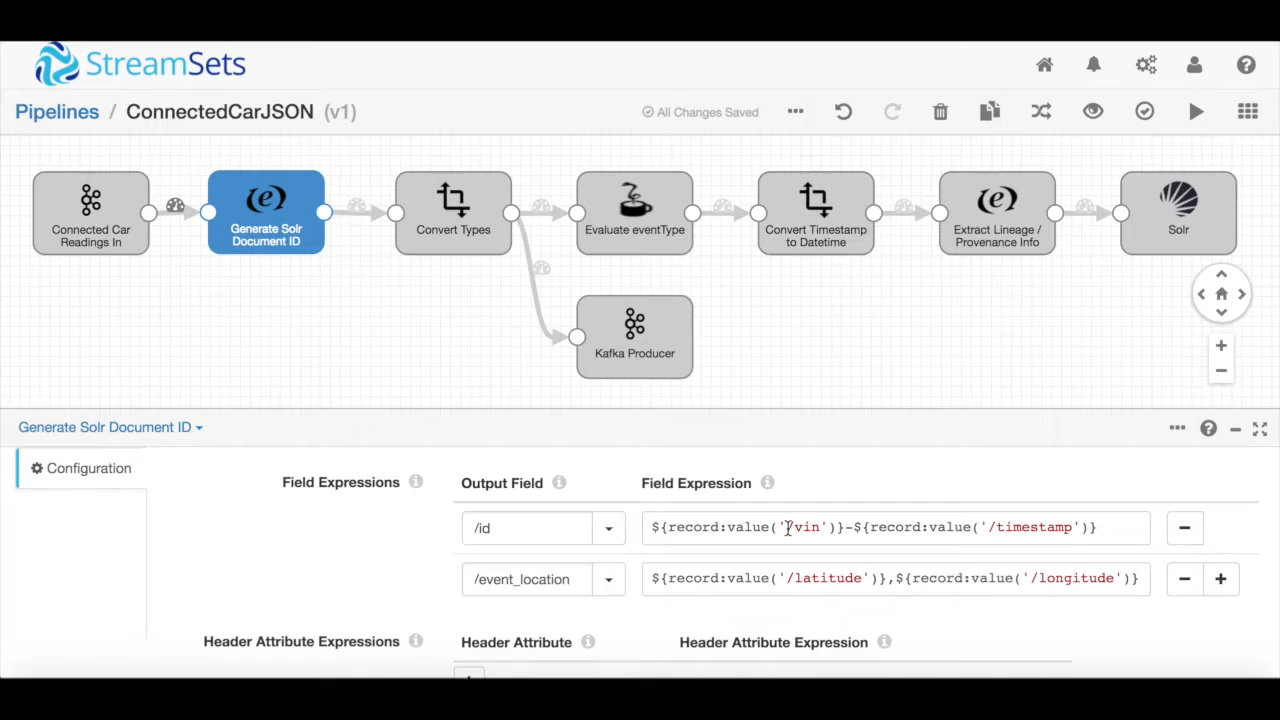 StreamSets
Pipelines / ConnectedCarJSON (v1)
All Changes Saved
Connected Car
Readings In
Generate Solr
Document ID
Convert Types
Evaluate eventType
Convert Timestamp
to Datetime
Extract Lineage /
Provenance Info
Solr
Kafka Producer
Generate Solr Document ID
Configuration
Field Expressions
Output Field
Field Expression
/id
${record:value('/vin')}-${record:value('/timestamp')}
/event_location
${record:value('/latitude')},${record:value('/longitude')}
Header Attribute Expressions
Header Attribute
Header Attribute Expression